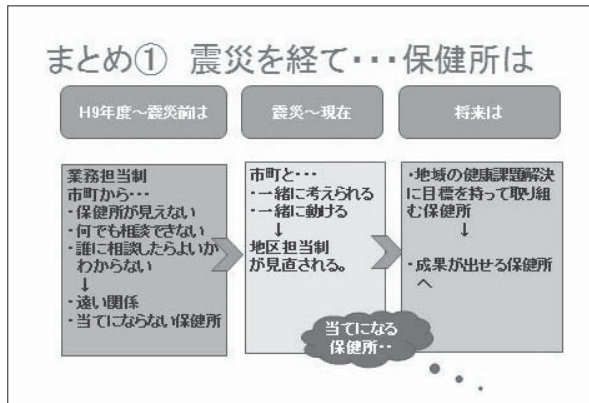 まとめ① 震災を経て・・・保健所は
H9年度～震災前は
業務担当制
市町から・・・
・保健所が見えない
・何でも相談できない
・誰に相談したらよいか
わからない
↓
・遠い関係
・当てにならない保健所
震災～現在
市町と・・・
・一緒に考えられる
・一緒に動ける
↓
地区担当制
が見直される。
将来は
・地域の健康課題解決
に目標を持って取り組
む保健所
↓
・成果が出せる保健所
へ
当てになる
保健所・・